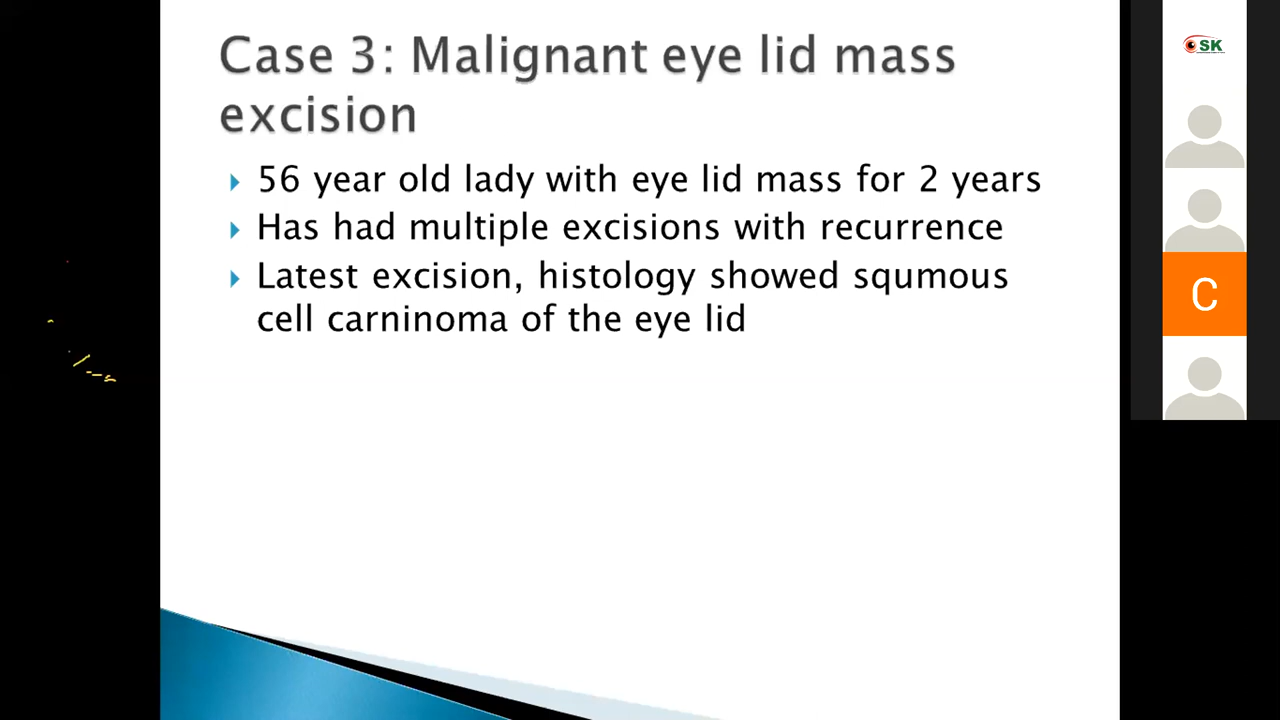 Case 3: Malignant eye lid mass
excision
56 year old lady with eye lid mass for 2 years
Has had multiple excisions with recurrence
Latest excision, histology showed squmous
cell carninoma of the eye lid
OSK
C